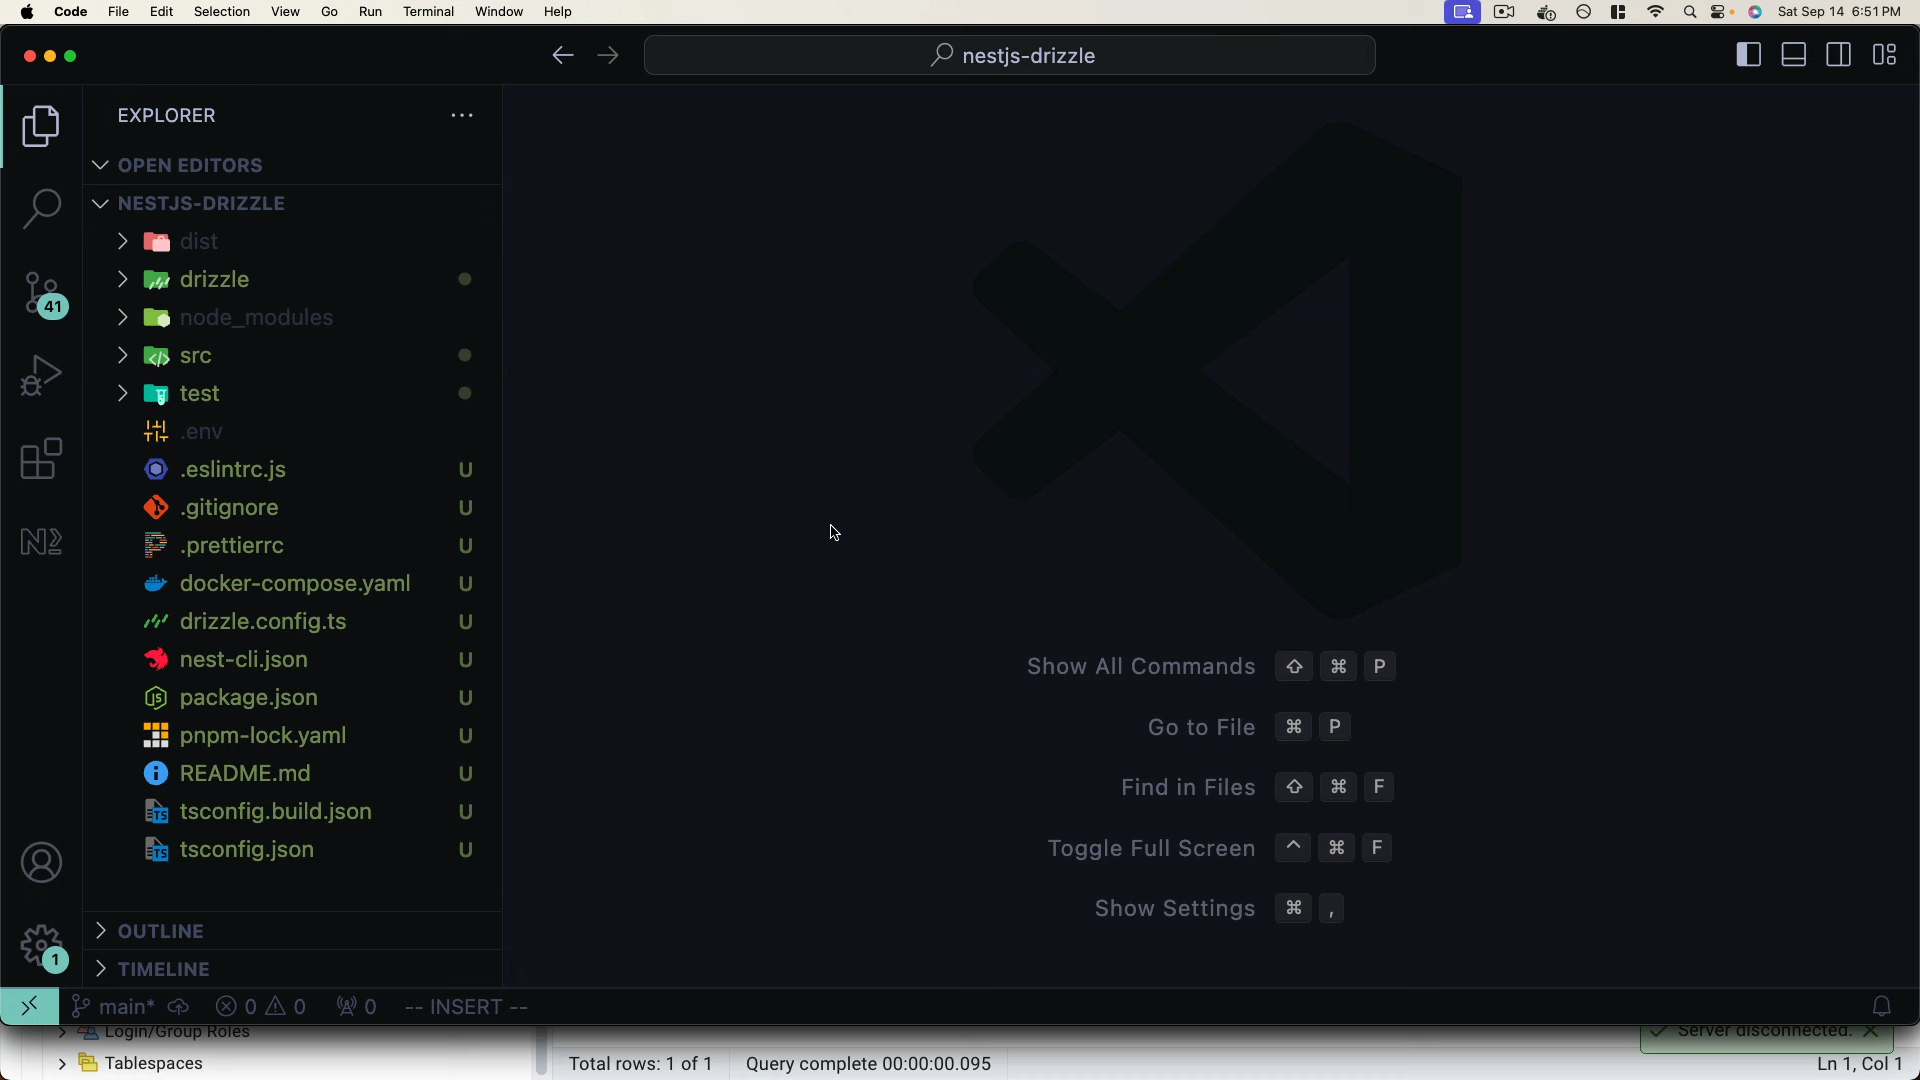 Code File Edit Selection View Go Run Terminal Window Help Sat Sep 14 6:51 PM
nestjs-drizzle
EXPLORER
OPEN EDITORS
NESTJS-DRIZZLE
dist
drizzle
node_modules
41
src
test
.env
.eslintrc.js U
.gitignore U
.prettierrc U
docker-compose.yaml U
drizzle.config.ts U
nest-cli.json U
package.json U
pnpm-lock.yaml U
README.md U
tsconfig.build.json U
tsconfig.json U
Show All Commands ⇧ ⌘ P
Go to File ⌘ P
Find in Files ⇧ ⌘ F
Toggle Full Screen ^ ⌘ F
Show Settings ⌘ ,
OUTLINE
1
TIMELINE
main* 0 0 0 -- INSERT --
Login/Group Roles
Server disconnected.
Tablespaces
Total rows: 1 of 1 Query complete 00:00:00.095 Ln 1, Col 1